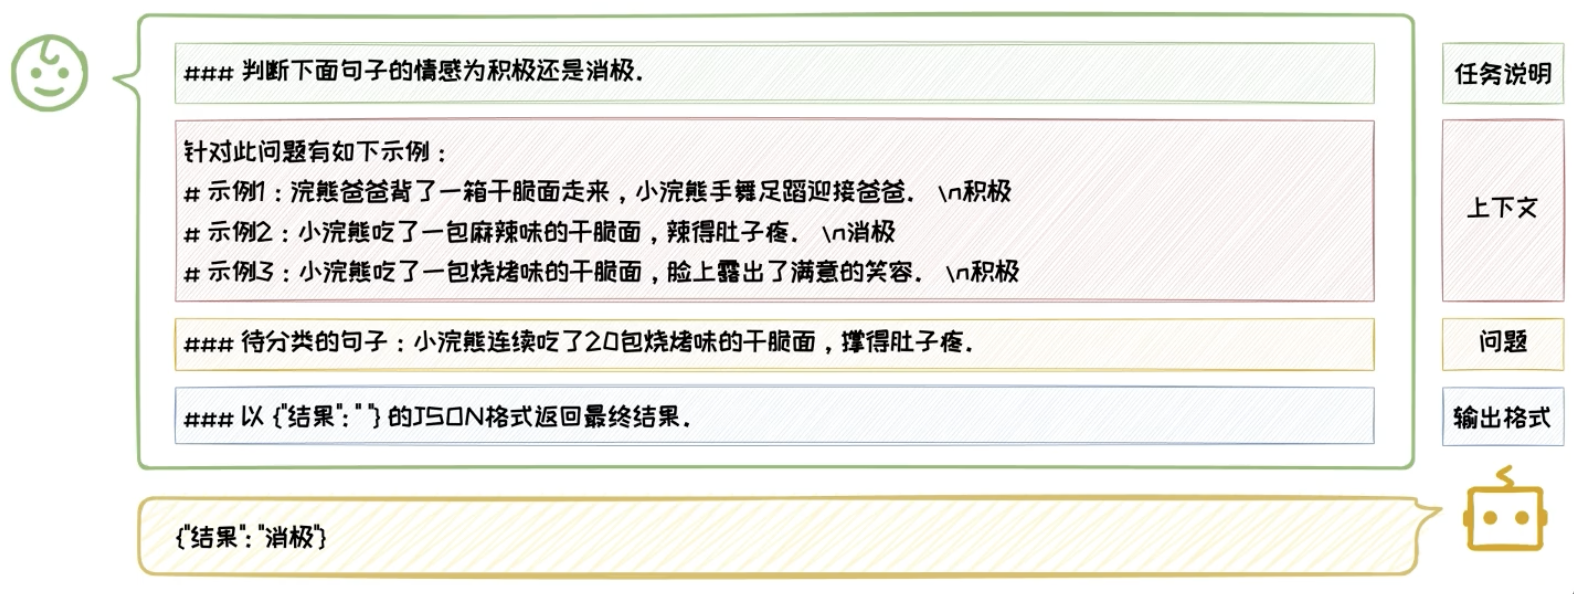 ### 判断下面句子的情感为积极还是消极.
任务说明
针对此问题有如下示例：
# 示例1：浣熊爸爸背了一箱干脆面走来，小浣熊手舞足蹈迎接爸爸. \n积极
# 示例2：小浣熊吃了一包麻辣味的干脆面，辣得肚子疼. \n消极
# 示例3：小浣熊吃了一包烧烤味的干脆面，脸上露出了满意的笑容. \n积极
上下文
### 待分类的句子：小浣熊连续吃了20包烧烤味的干脆面，撑得肚子疼.
问题
### 以 {"结果": " "} 的JSON格式返回最终结果.
输出格式
{"结果": "消极"}